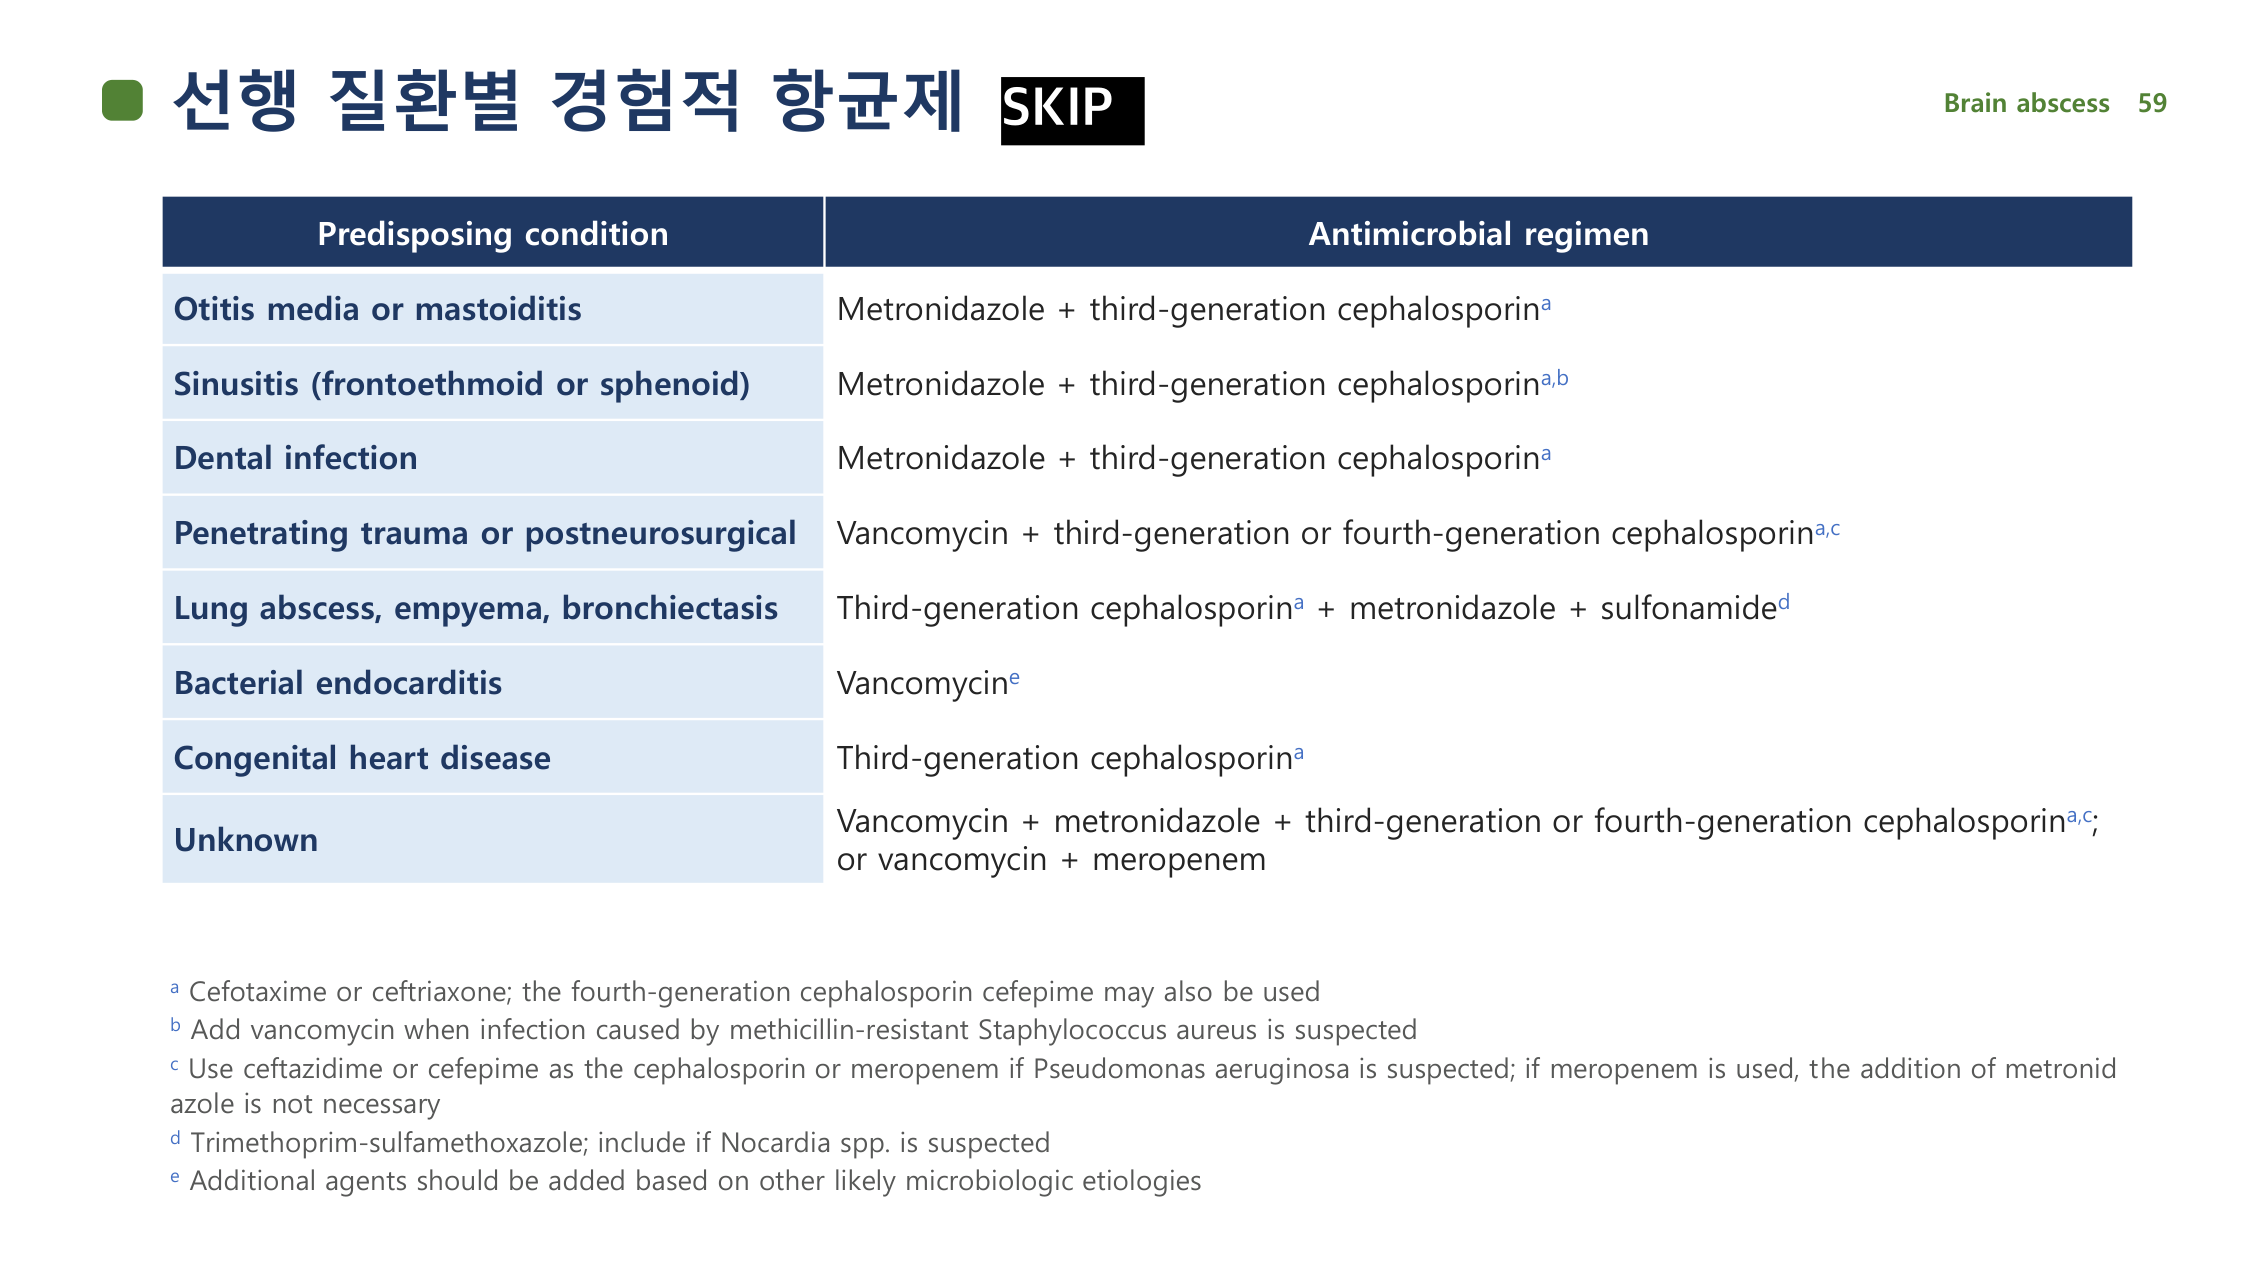 선행 질환별 경험적 항균제 SKIP
Brain abscess 59
Predisposing condition Antimicrobial regimen
Otitis media or mastoiditis Metronidazole + third-generation cephalosporinᵃ
Sinusitis (frontoethmoid or sphenoid) Metronidazole + third-generation cephalosporinᵃ,ᵇ
Dental infection Metronidazole + third-generation cephalosporinᵃ
Penetrating trauma or postneurosurgical Vancomycin + third-generation or fourth-generation cephalosporinᵃ,ᶜ
Lung abscess, empyema, bronchiectasis Third-generation cephalosporinᵃ + metronidazole + sulfonamideᵈ
Bacterial endocarditis Vancomycinᵉ
Congenital heart disease Third-generation cephalosporinᵃ
Unknown Vancomycin + metronidazole + third-generation or fourth-generation cephalosporinᵃ,ᶜ;
or vancomycin + meropenem
ᵃ Cefotaxime or ceftriaxone; the fourth-generation cephalosporin cefepime may also be used
ᵇ Add vancomycin when infection caused by methicillin-resistant Staphylococcus aureus is suspected
ᶜ Use ceftazidime or cefepime as the cephalosporin or meropenem if Pseudomonas aeruginosa is suspected; if meropenem is used, the addition of metronid
azole is not necessary
ᵈ Trimethoprim-sulfamethoxazole; include if Nocardia spp. is suspected
ᵉ Additional agents should be added based on other likely microbiologic etiologies